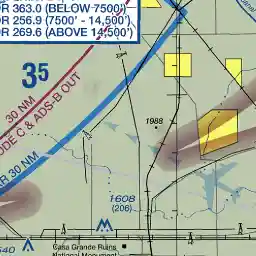 R 363.0 (BELOW 7500')
R 256.9 (7500' - 14,500')
R 269.6 (ABOVE 14,500')
35
30 NM
ODE C & ADS-B OUT
1988
30 NM
1608
(206)
Casa Grande Ruins
National Monument